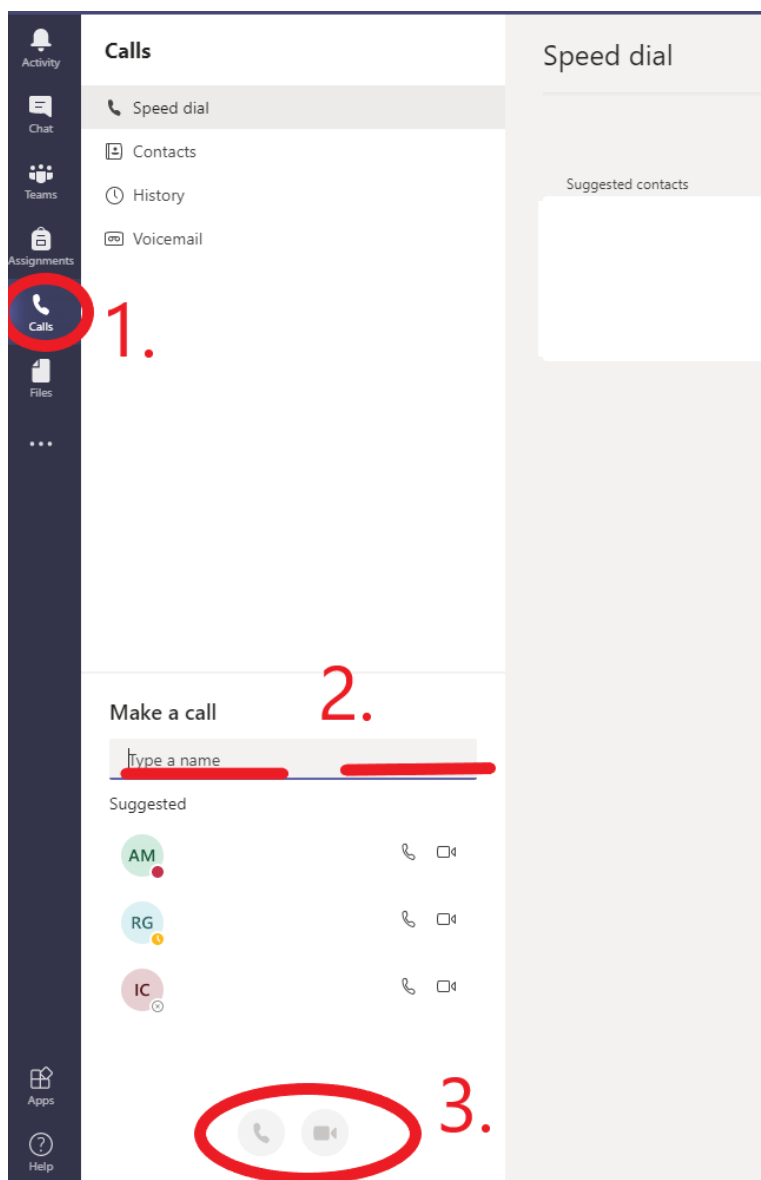 Activity
Chat
Teams
Assignments
Calls
Files
Apps
Help
Calls
Speed dial
Contacts
History
Voicemail
1.
2.
Make a call
Type a name
Suggested
AM
RG
IC
3.
Speed dial
Suggested contacts